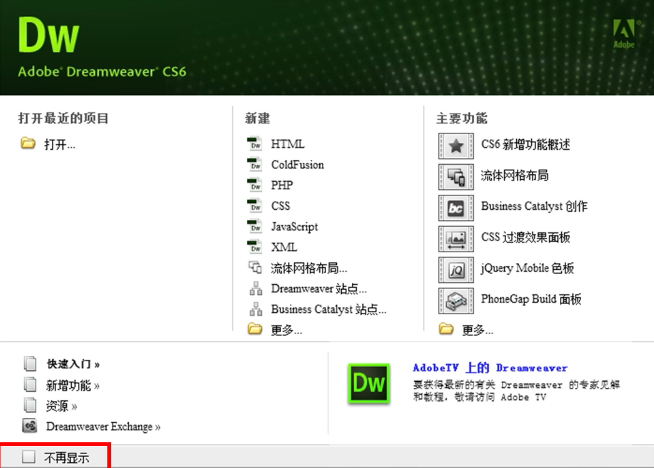 Dw
Adobe® Dreamweaver® CS6
Adobe
打开最近的项目
打开...
新建
HTML
ColdFusion
PHP
CSS
JavaScript
XML
流体网格布局...
Dreamweaver 站点...
Business Catalyst 站点...
更多...
主要功能
CS6 新增功能概述
流体网格布局
Business Catalyst 创作
CSS 过渡效果面板
jQuery Mobile 色板
PhoneGap Build 面板
更多...
快速入门 »
新增功能 »
资源 »
Dreamweaver Exchange »
Dw
AdobeTV 上的 Dreamweaver
要获得最新的有关 Dreamweaver 的专家见解
和教程，敬请访问 Adobe TV
不再显示